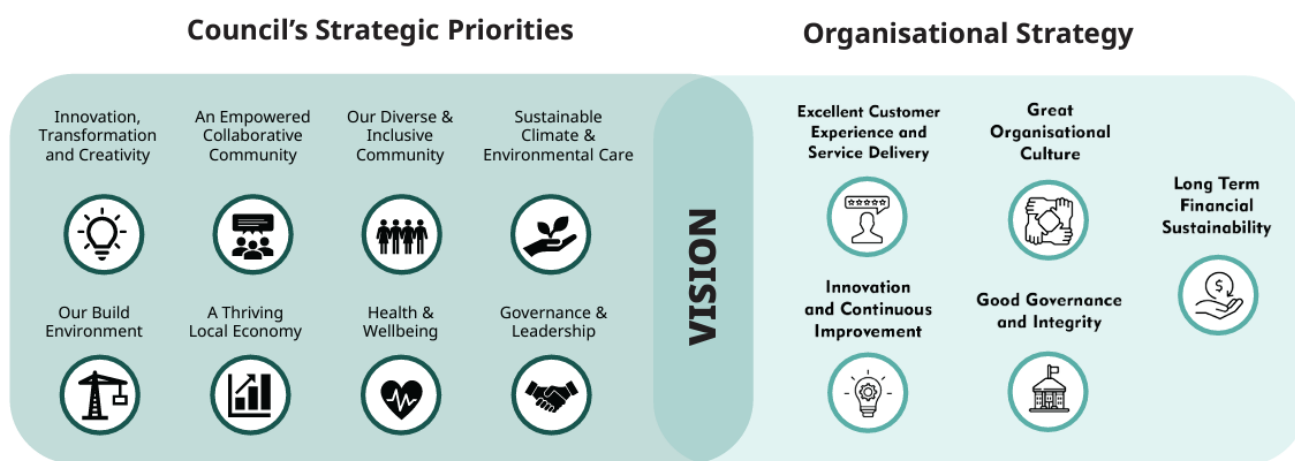 Council's Strategic Priorities
Organisational Strategy
Innovation,
Transformation
and Creativity
An Empowered
Collaborative
Community
Our Diverse &
Inclusive
Community
Sustainable
Climate &
Environmental Care
Our Build
Environment
A Thriving
Local Economy
Health &
Wellbeing
Governance &
Leadership
VISION
Excellent Customer
Experience and
Service Delivery
Great
Organisational
Culture
Long Term
Financial
Sustainability
$
Innovation
and Continuous
Improvement
Good Governance
and Integrity